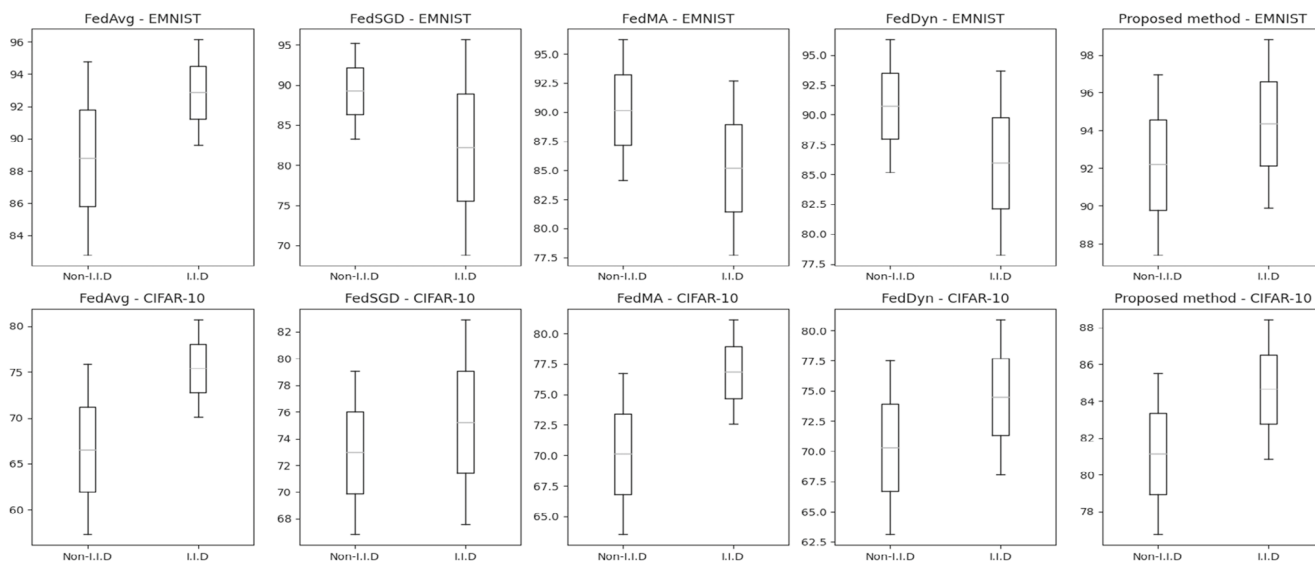 FedAvg - EMNIST
96
94
92
90
88
86
84
Non-I.I.D
I.I.D
FedSGD - EMNIST
95
90
85
80
75
70
Non-I.I.D
I.I.D
FedMA - EMNIST
95.0
92.5
90.0
87.5
85.0
82.5
80.0
77.5
Non-I.I.D
I.I.D
FedDyn - EMNIST
95.0
92.5
90.0
87.5
85.0
82.5
80.0
77.5
Non-I.I.D
I.I.D
Proposed method - EMNIST
98
96
94
92
90
88
Non-I.I.D
I.I.D
FedAvg - CIFAR-10
80
75
70
65
60
Non-I.I.D
I.I.D
FedSGD - CIFAR-10
82
80
78
76
74
72
70
68
Non-I.I.D
I.I.D
FedMA - CIFAR-10
80.0
77.5
75.0
72.5
70.0
67.5
65.0
Non-I.I.D
I.I.D
FedDyn - CIFAR-10
80.0
77.5
75.0
72.5
70.0
67.5
65.0
62.5
Non-I.I.D
I.I.D
Proposed method - CIFAR-10
88
86
84
82
80
78
Non-I.I.D
I.I.D